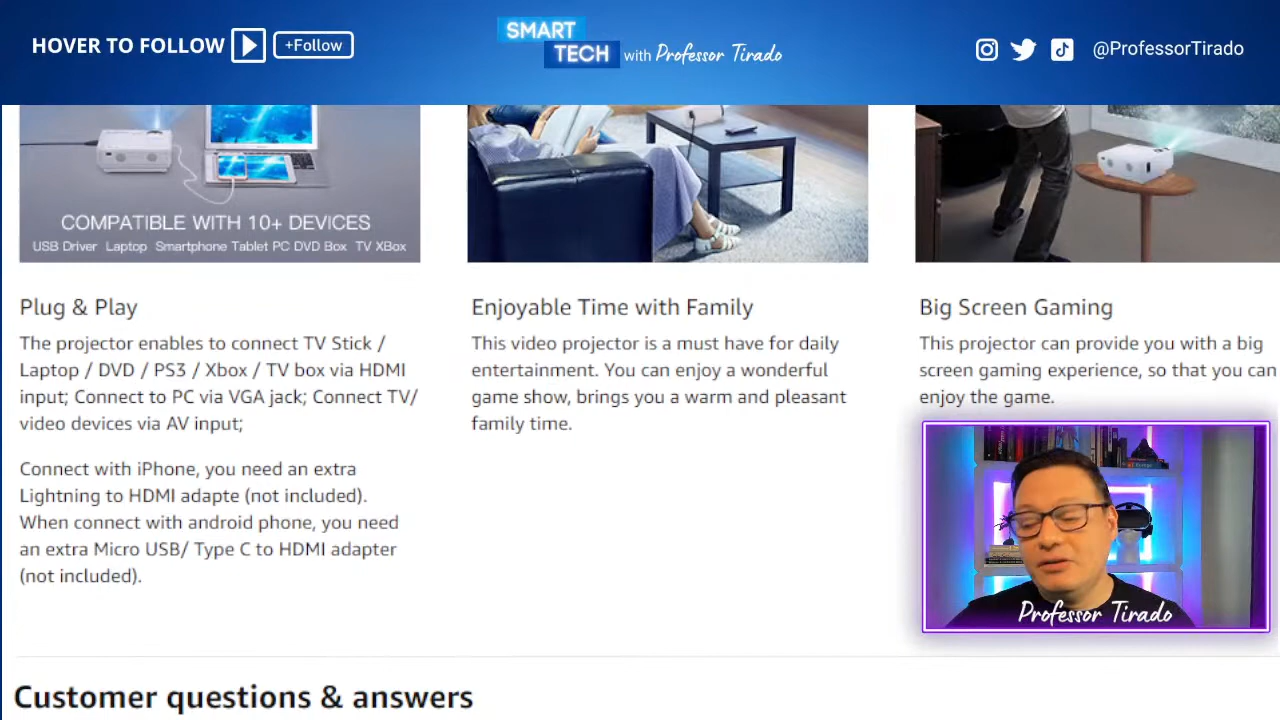 HOVER TO FOLLOW
+Follow
SMART
TECH with Professor Tirado
@ProfessorTirado
COMPATIBLE WITH 10+ DEVICES
USB Driver Laptop Smartphone Tablet PC DVD Box TV XBox
Plug & Play
The projector enables to connect TV Stick /
Laptop / DVD / PS3 / Xbox / TV box via HDMI
input; Connect to PC via VGA jack; Connect TV/
video devices via AV input;
Connect with iPhone, you need an extra
Lightning to HDMI adapte (not included).
When connect with android phone, you need
an extra Micro USB/ Type C to HDMI adapter
(not included).
Enjoyable Time with Family
This video projector is a must have for daily
entertainment. You can enjoy a wonderful
game show, brings you a warm and pleasant
family time.
Big Screen Gaming
This projector can provide you with a big
screen gaming experience, so that you can
enjoy the game.
Professor Tirado
Customer questions & answers